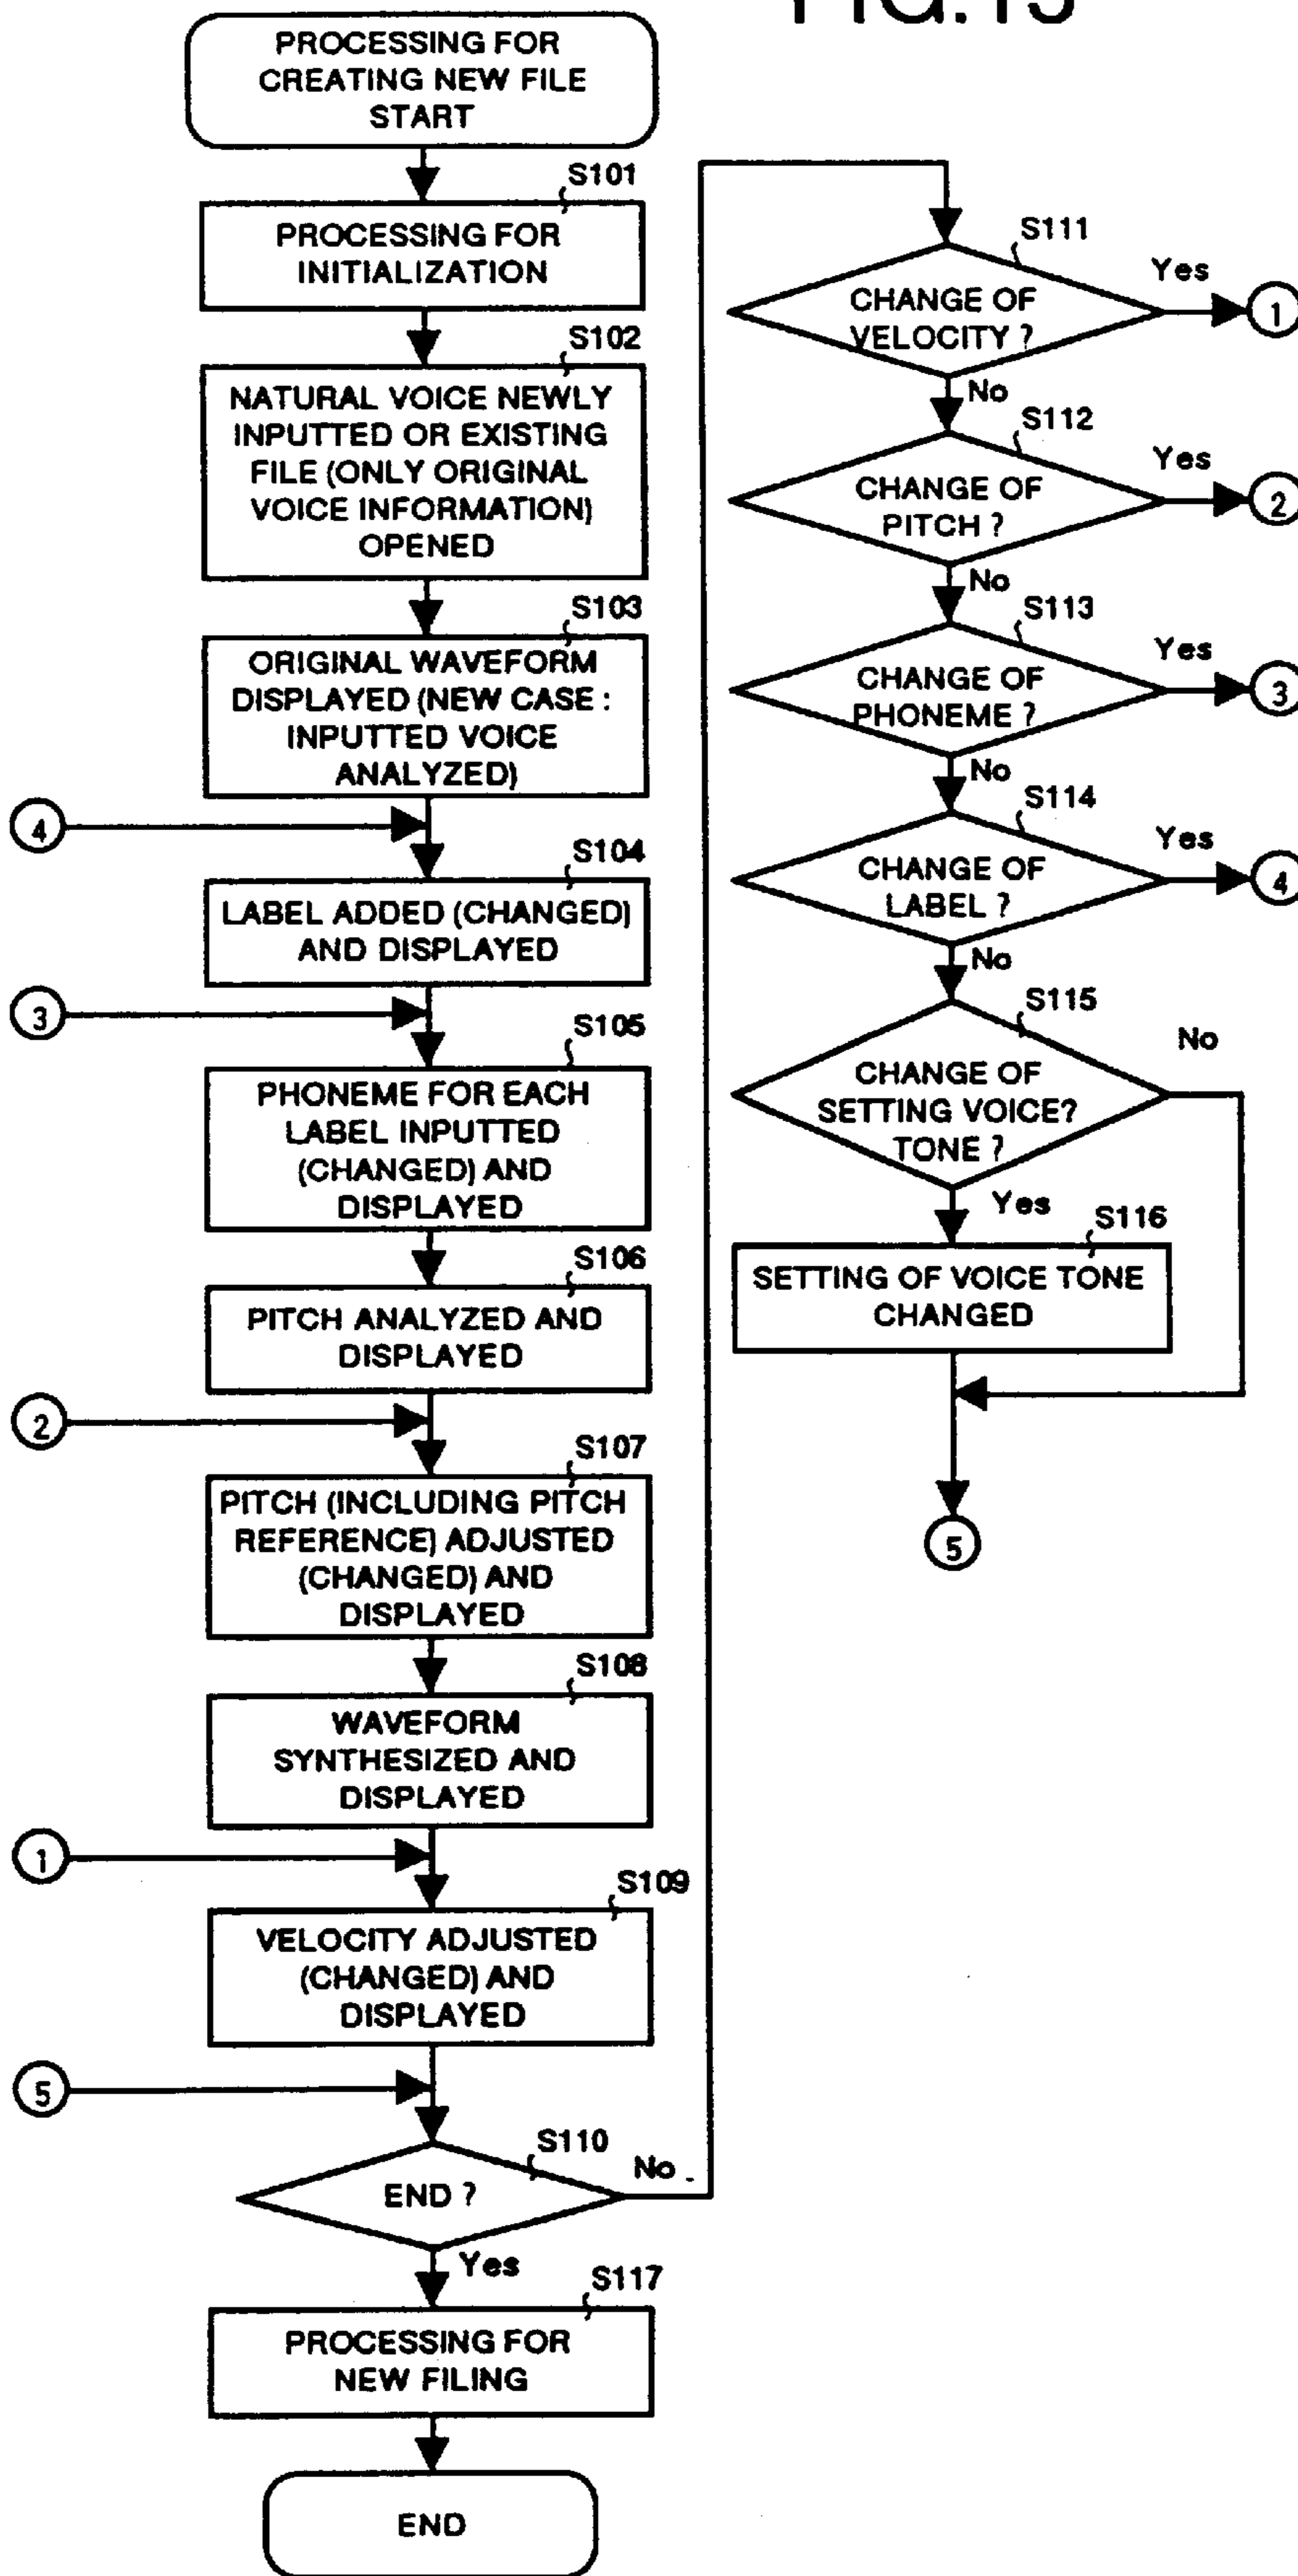 FIG.15
PROCESSING FOR
CREATING NEW FILE
START
S101
PROCESSING FOR
INITIALIZATION
S102
NATURAL VOICE NEWLY
INPUTTED OR EXISTING
FILE (ONLY ORIGINAL
VOICE INFORMATION)
OPENED
S103
ORIGINAL WAVEFORM
DISPLAYED (NEW CASE :
INPUTTED VOICE
ANALYZED)
4
S104
LABEL ADDED (CHANGED)
AND DISPLAYED
3
S105
PHONEME FOR EACH
LABEL INPUTTED
(CHANGED) AND
DISPLAYED
S106
PITCH ANALYZED AND
DISPLAYED
2
S107
PITCH (INCLUDING PITCH
REFERENCE) ADJUSTED
(CHANGED) AND
DISPLAYED
S108
WAVEFORM
SYNTHESIZED AND
DISPLAYED
1
S109
VELOCITY ADJUSTED
(CHANGED) AND
DISPLAYED
5
S110
END ?
No
Yes
S117
PROCESSING FOR
NEW FILING
END
S111
CHANGE OF
VELOCITY ?
Yes
1
No
S112
CHANGE OF
PITCH ?
Yes
2
No
S113
CHANGE OF
PHONEME ?
Yes
3
No
S114
CHANGE OF
LABEL ?
Yes
4
No
S115
CHANGE OF
SETTING VOICE?
TONE ?
No
Yes
S116
SETTING OF VOICE TONE
CHANGED
5